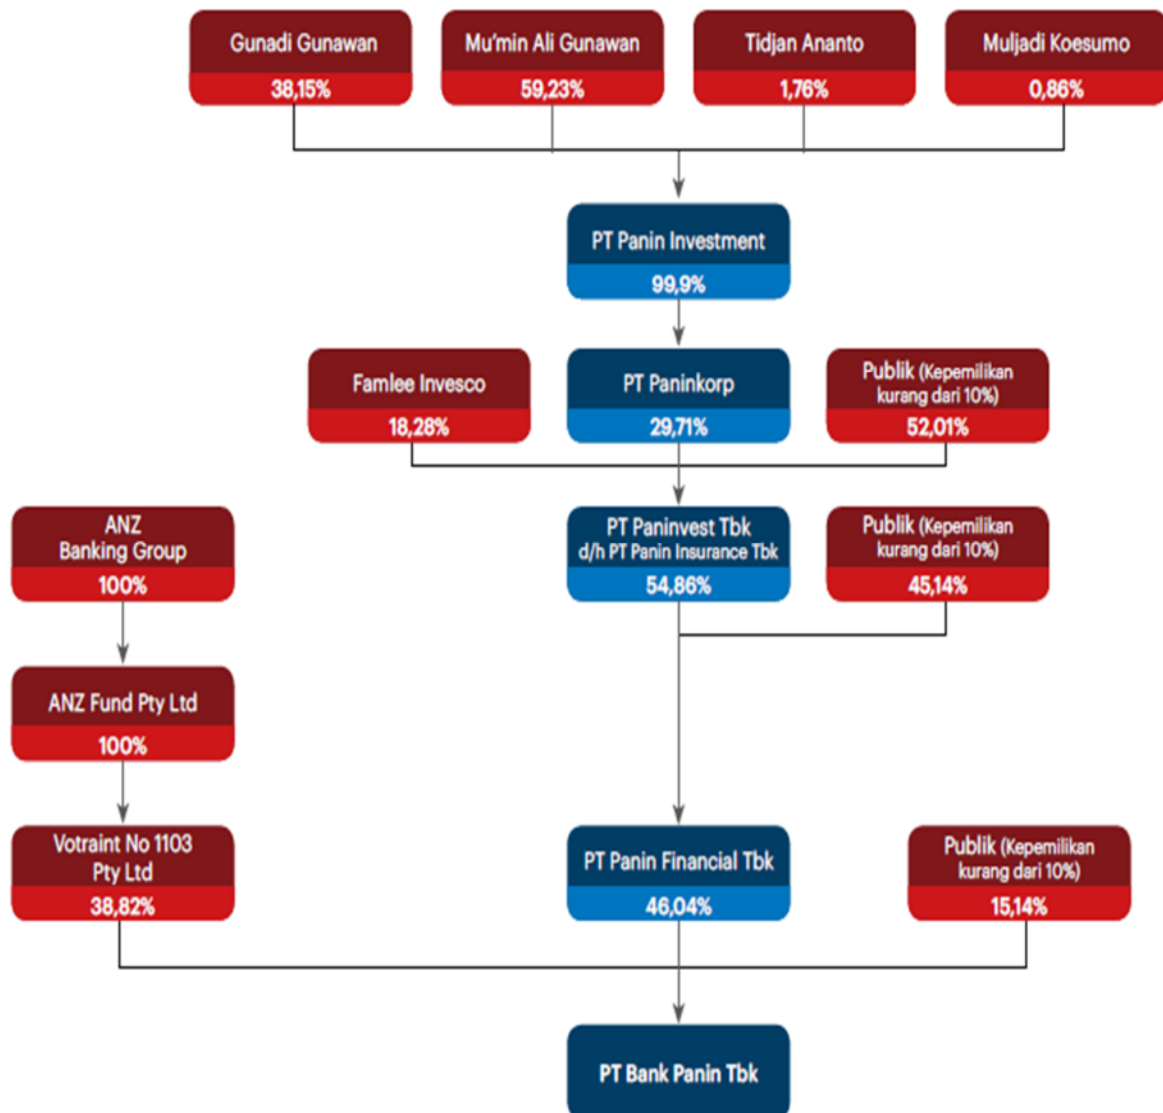 Gunadi Gunawan
38,15%
Mu'min Ali Gunawan
59,23%
Tidjan Ananto
1,76%
Muljadi Koesumo
0,86%
PT Panin Investment
99,9%
Famlee Invesco
18,28%
PT Paninkorp
29,71%
Publik (Kepemilikan
kurang dari 10%)
52,01%
ANZ
Banking Group
100%
PT Paninvest Tbk
d/h PT Panin Insurance Tbk
54,86%
Publik (Kepemilikan
kurang dari 10%)
45,14%
ANZ Fund Pty Ltd
100%
Votraint No 1103
Pty Ltd
38,82%
PT Panin Financial Tbk
46,04%
Publik (Kepemilikan
kurang dari 10%)
15,14%
PT Bank Panin Tbk